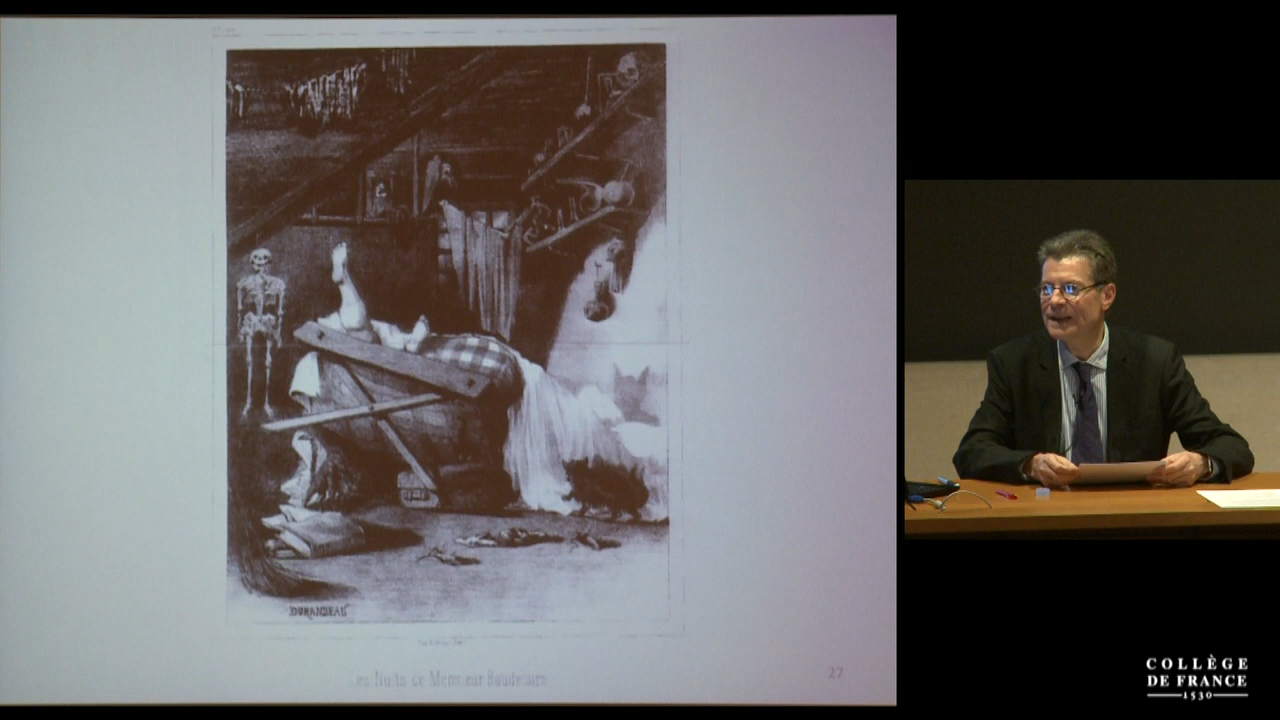 DURANDEAU
Les Nuits de Monsieur Baudelaire
27
COLLÈGE
DE FRANCE
1530